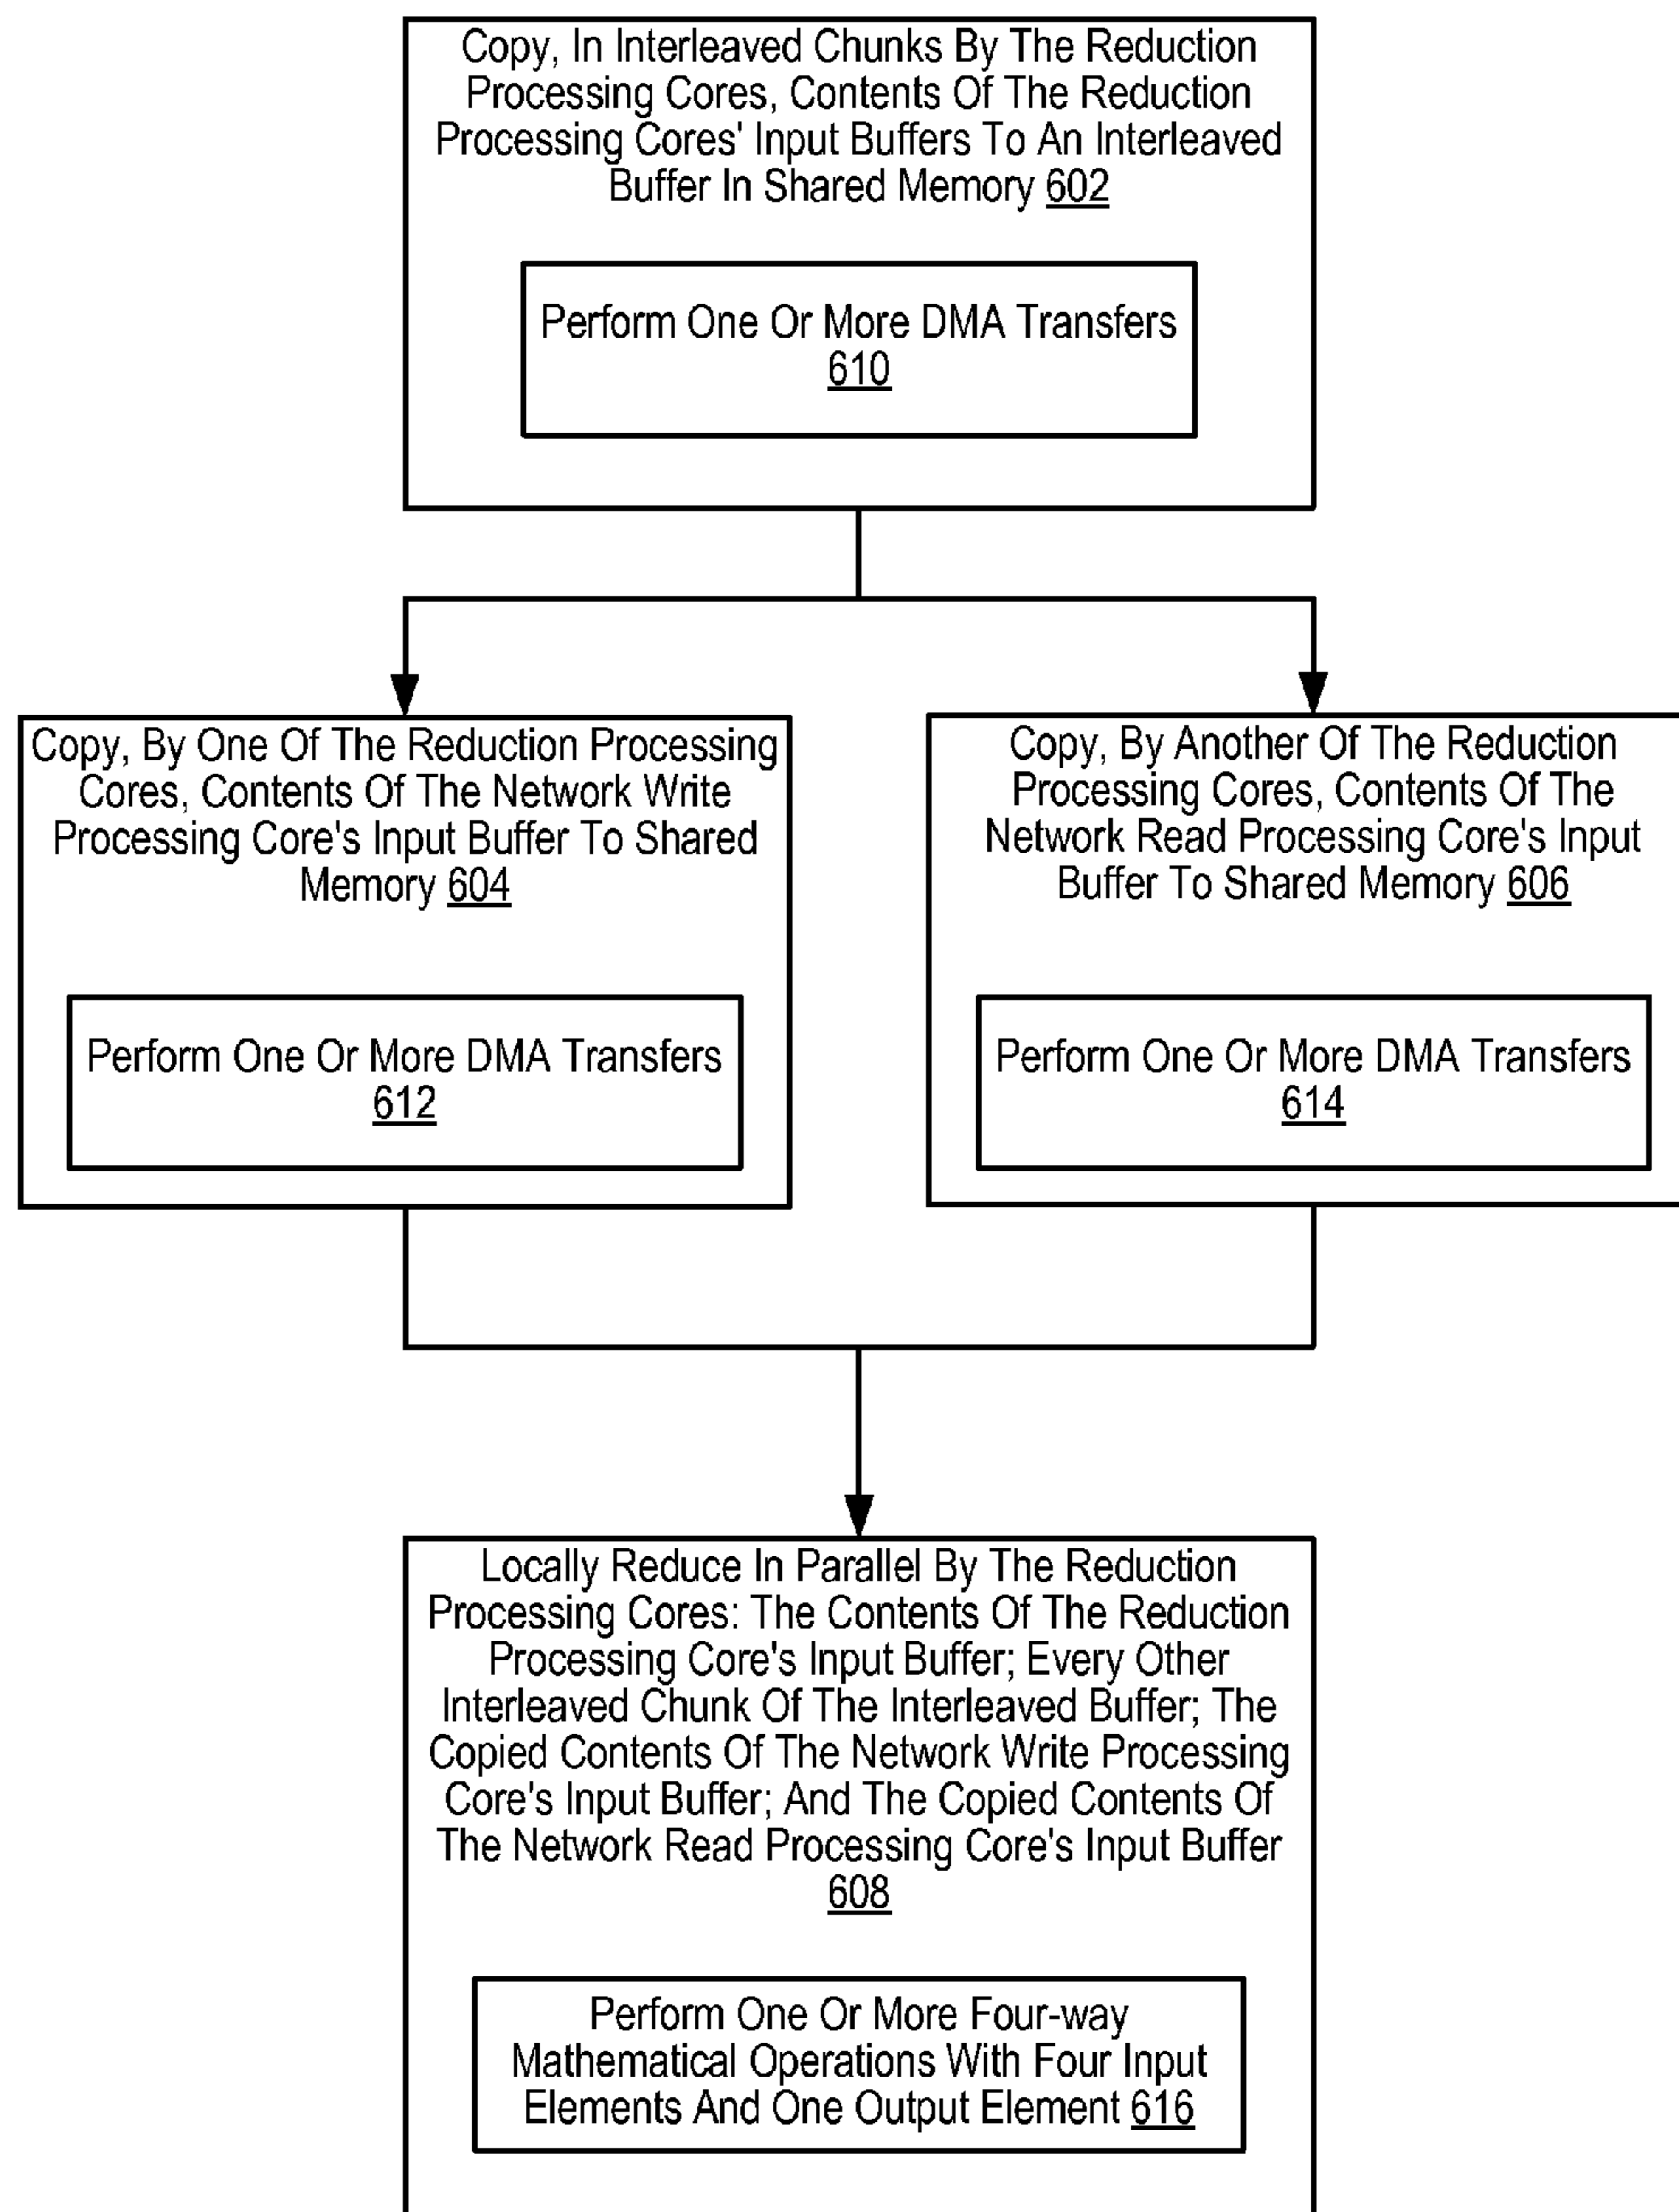 Copy, In Interleaved Chunks By The Reduction
Processing Cores, Contents Of The Reduction
Processing Cores' Input Buffers To An Interleaved
Buffer In Shared Memory 602
Perform One Or More DMA Transfers
610
Copy, By One Of The Reduction Processing
Cores, Contents Of The Network Write
Processing Core's Input Buffer To Shared
Memory 604
Perform One Or More DMA Transfers
612
Copy, By Another Of The Reduction
Processing Cores, Contents Of The
Network Read Processing Core's Input
Buffer To Shared Memory 606
Perform One Or More DMA Transfers
614
Locally Reduce In Parallel By The Reduction
Processing Cores: The Contents Of The Reduction
Processing Core's Input Buffer; Every Other
Interleaved Chunk Of The Interleaved Buffer; The
Copied Contents Of The Network Write Processing
Core's Input Buffer; And The Copied Contents Of
The Network Read Processing Core's Input Buffer
608
Perform One Or More Four-way
Mathematical Operations With Four Input
Elements And One Output Element 616